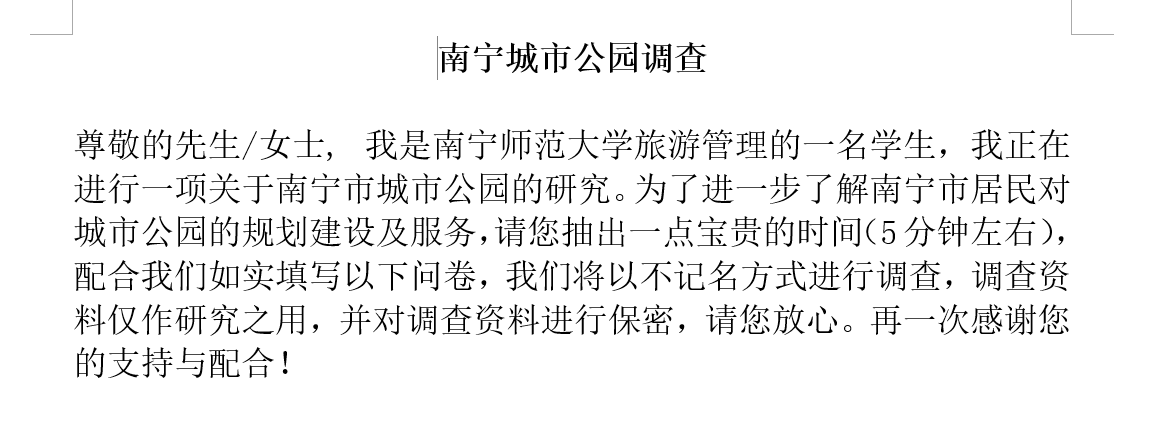 南宁城市公园调查
尊敬的先生/女士, 我是南宁师范大学旅游管理的一名学生，我正在
进行一项关于南宁市城市公园的研究。为了进一步了解南宁市居民对
城市公园的规划建设及服务，请您抽出一点宝贵的时间（5分钟左右），
配合我们如实填写以下问卷，我们将以不记名方式进行调查，调查资
料仅作研究之用，并对调查资料进行保密，请您放心。再一次感谢您
的支持与配合！